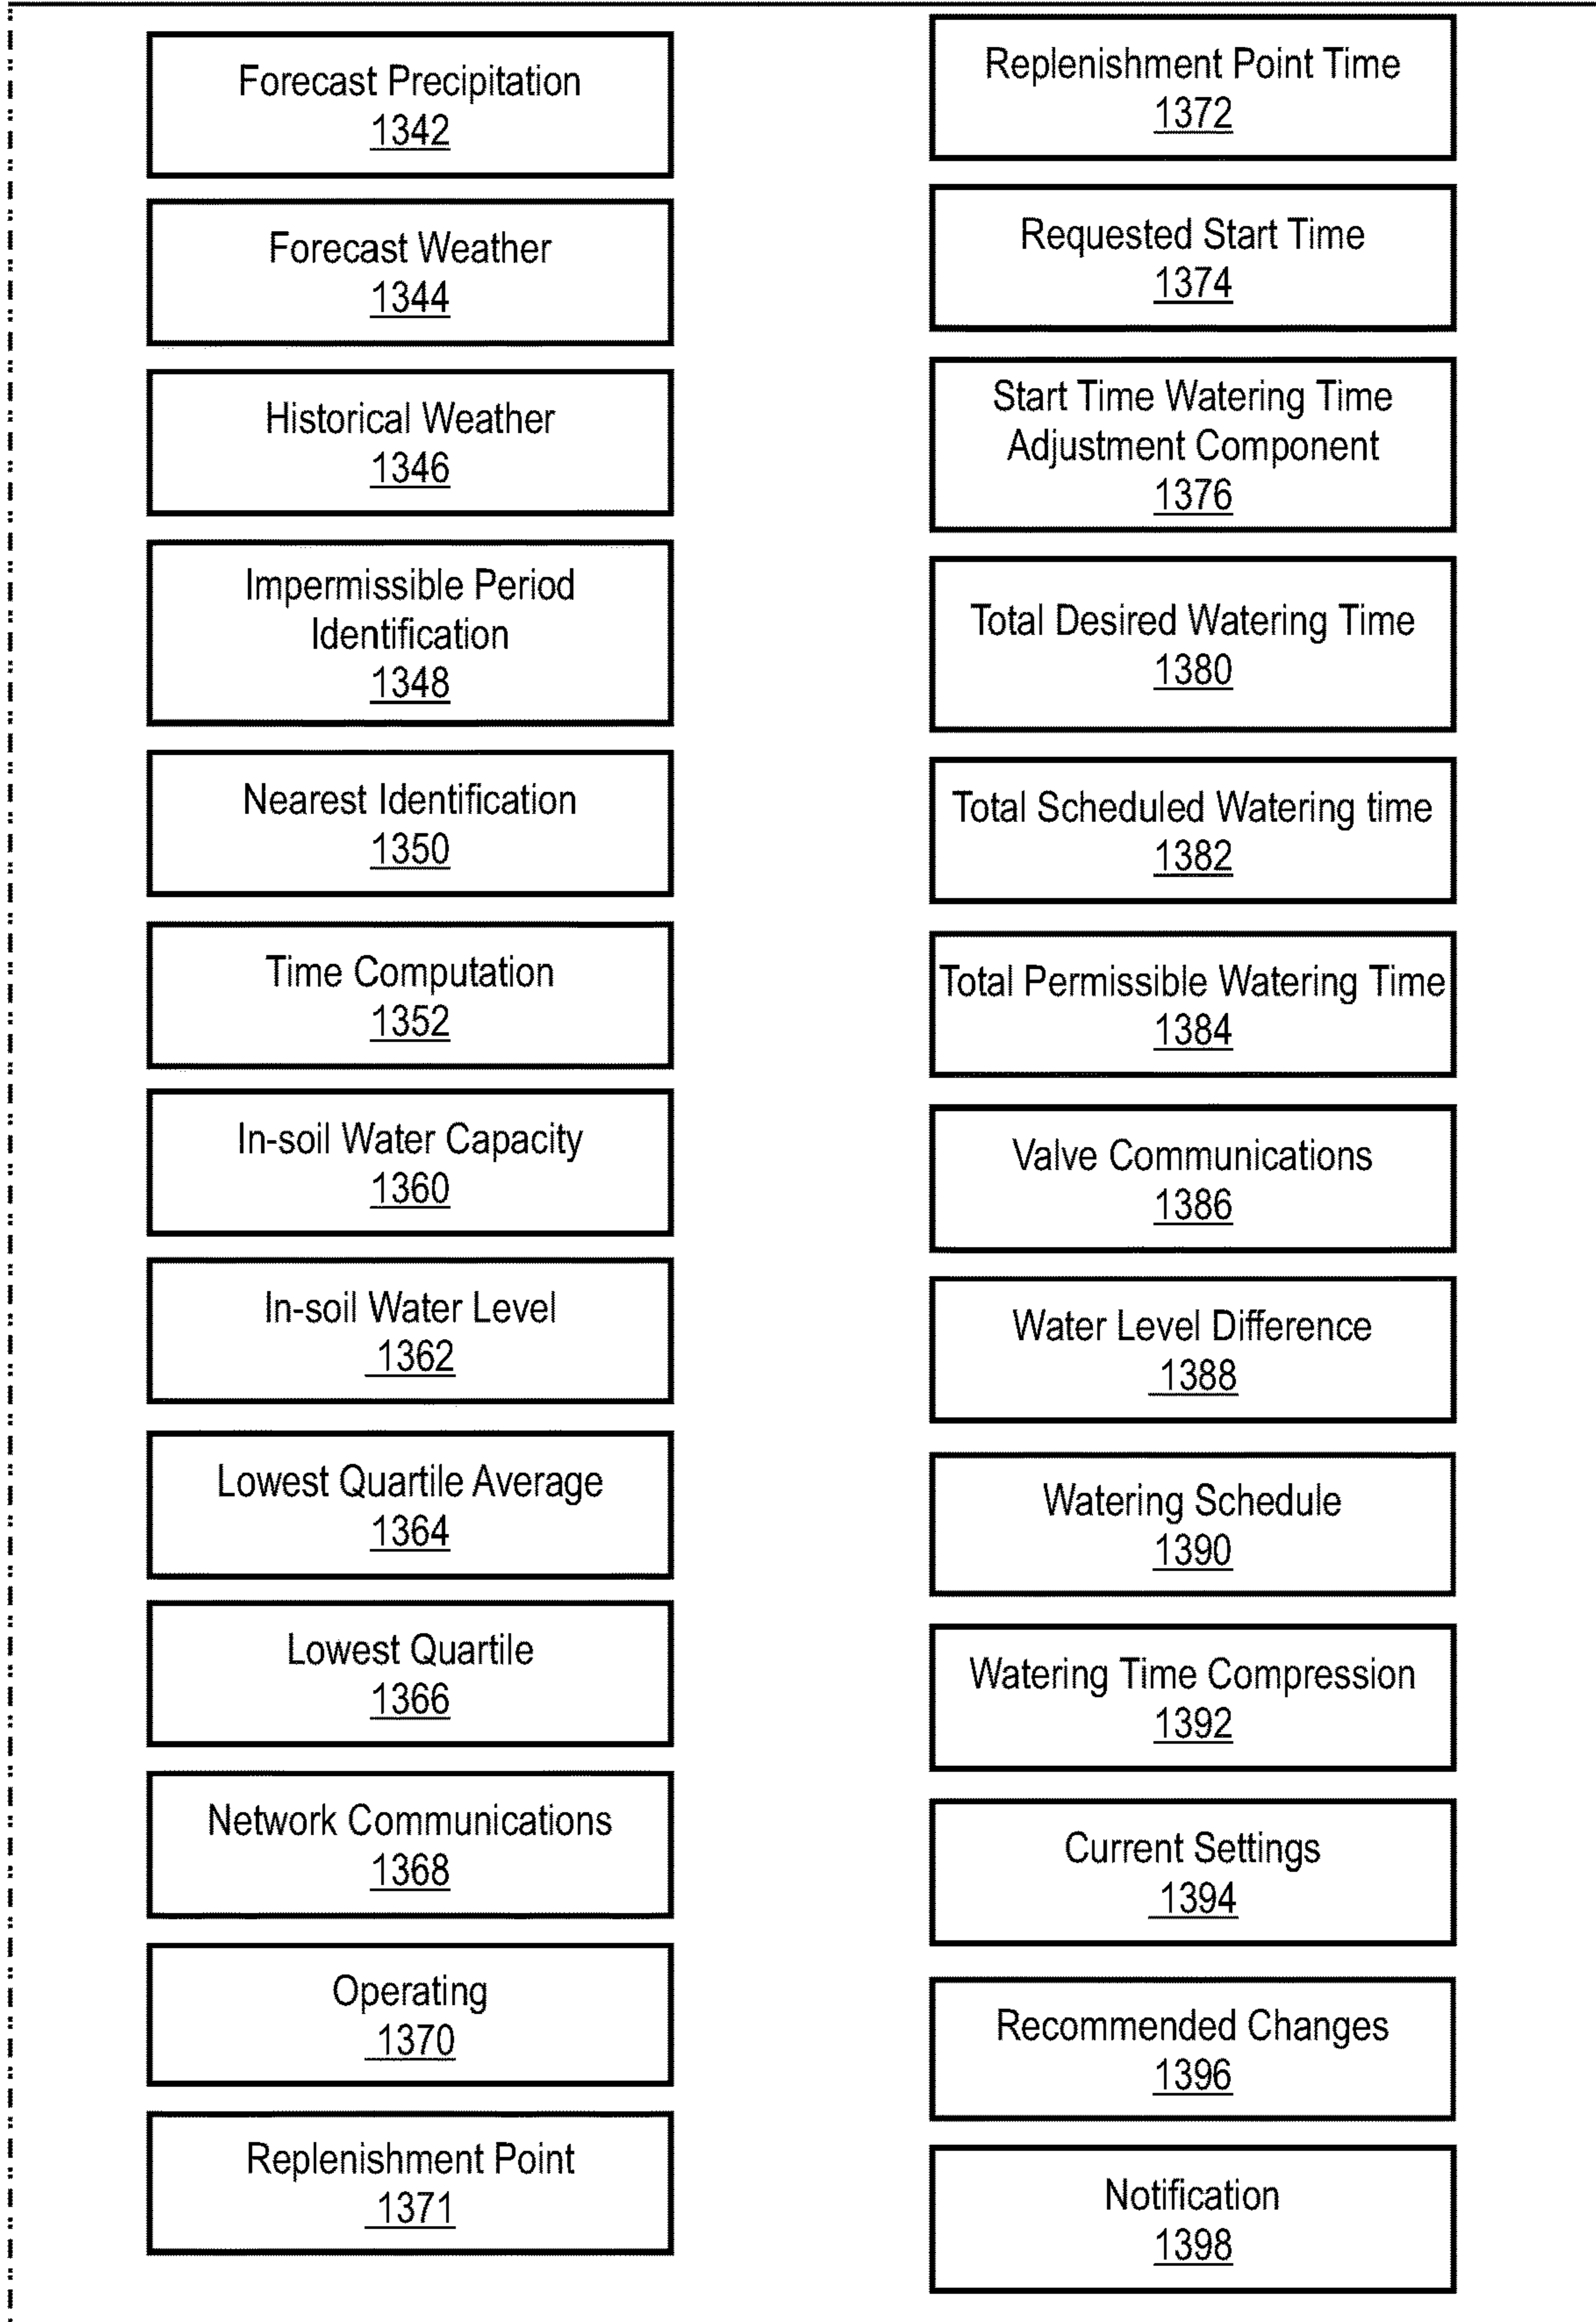 Forecast Precipitation
1342
Forecast Weather
1344
Historical Weather
1346
Impermissible Period
Identification
1348
Nearest Identification
1350
Time Computation
1352
In-soil Water Capacity
1360
In-soil Water Level
1362
Lowest Quartile Average
1364
Lowest Quartile
1366
Network Communications
1368
Operating
1370
Replenishment Point
1371
Replenishment Point Time
1372
Requested Start Time
1374
Start Time Watering Time
Adjustment Component
1376
Total Desired Watering Time
1380
Total Scheduled Watering time
1382
Total Permissible Watering Time
1384
Valve Communications
1386
Water Level Difference
1388
Watering Schedule
1390
Watering Time Compression
1392
Current Settings
1394
Recommended Changes
1396
Notification
1398